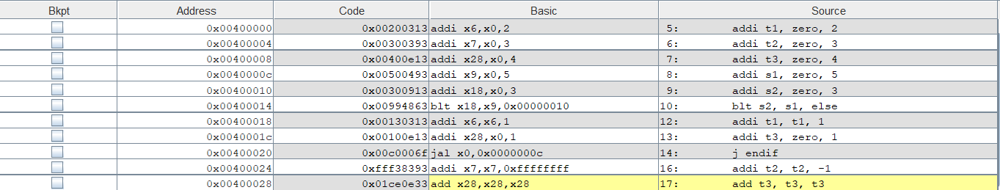 Bkpt Address Code Basic Source
0x00400000 0x00200313 addi x6,x0,2 5: addi t1, zero, 2
0x00400004 0x00300393 addi x7,x0,3 6: addi t2, zero, 3
0x00400008 0x00400e13 addi x28,x0,4 7: addi t3, zero, 4
0x0040000c 0x00500493 addi x9,x0,5 8: addi s1, zero, 5
0x00400010 0x00300913 addi x18,x0,3 9: addi s2, zero, 3
0x00400014 0x00994863 blt x18,x9,0x00000010 10: blt s2, s1, else
0x00400018 0x00130313 addi x6,x6,1 12: addi t1, t1, 1
0x0040001c 0x00100e13 addi x28,x0,1 13: addi t3, zero, 1
0x00400020 0x00c0006f jal x0,0x0000000c 14: j endif
0x00400024 0xfff38393 addi x7,x7,0xffffffff 16: addi t2, t2, -1
0x00400028 0x01ce0e33 add x28,x28,x28 17: add t3, t3, t3